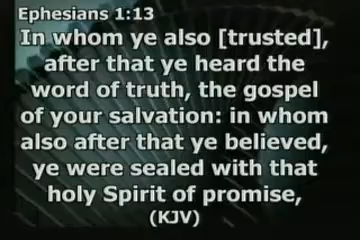 Ephesians 1:13
In whom ye also [trusted],
after that ye heard the
word of truth, the gospel
of your salvation: in whom
also after that ye believed,
ye were sealed with that
holy Spirit of promise,
(KJV)